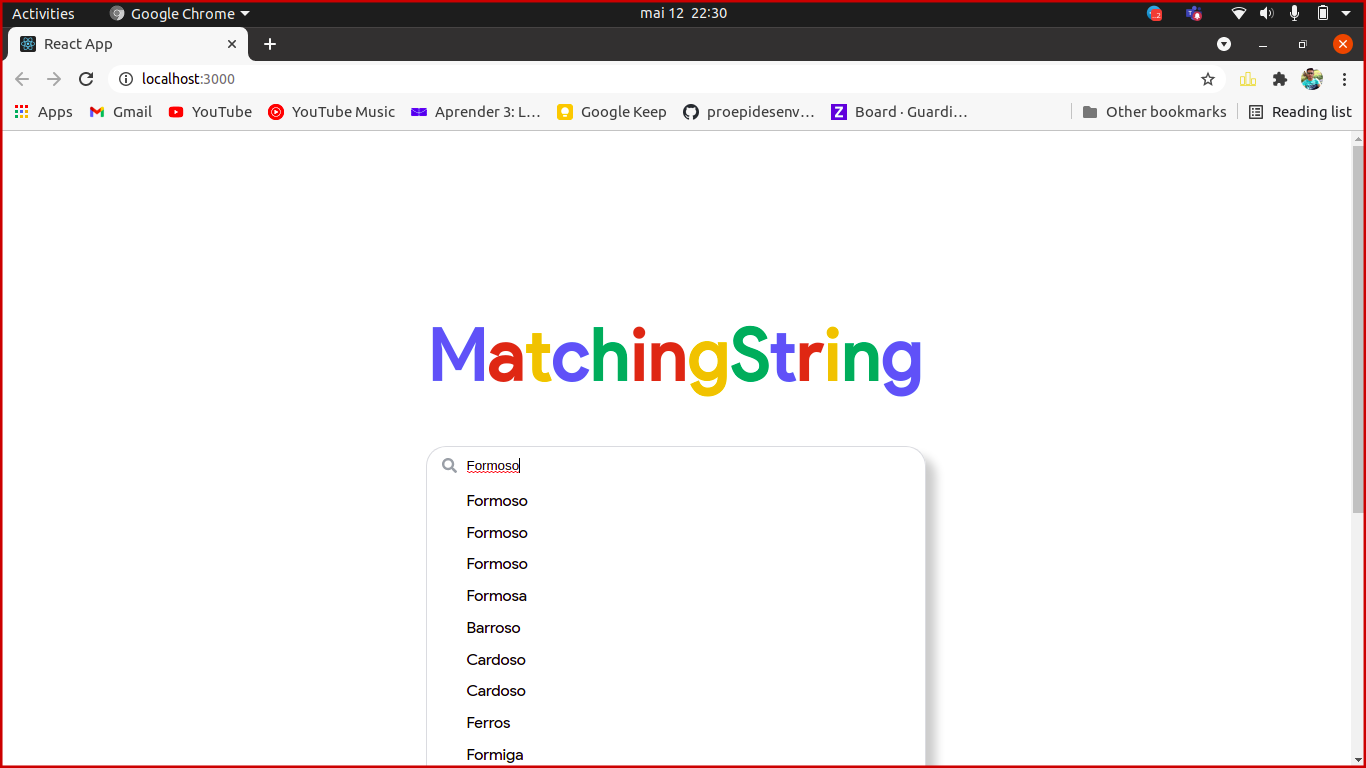 Activities Google Chrome mai 12 22:30
React App
localhost:3000
Apps Gmail YouTube YouTube Music Aprender 3: L… Google Keep proepidesenv… Board · Guardi… Other bookmarks Reading list
MatchingString
Formoso
Formoso
Formoso
Formoso
Formosa
Barroso
Cardoso
Cardoso
Ferros
Formiga